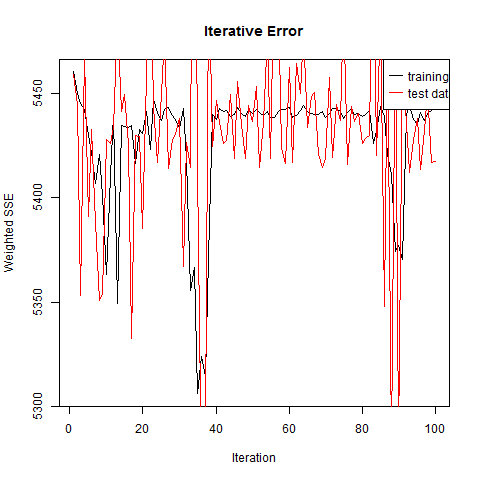 Iterative Error
training
test dat
Weighted SSE
5450
5400
5350
5300
0 20 40 60 80 100
Iteration